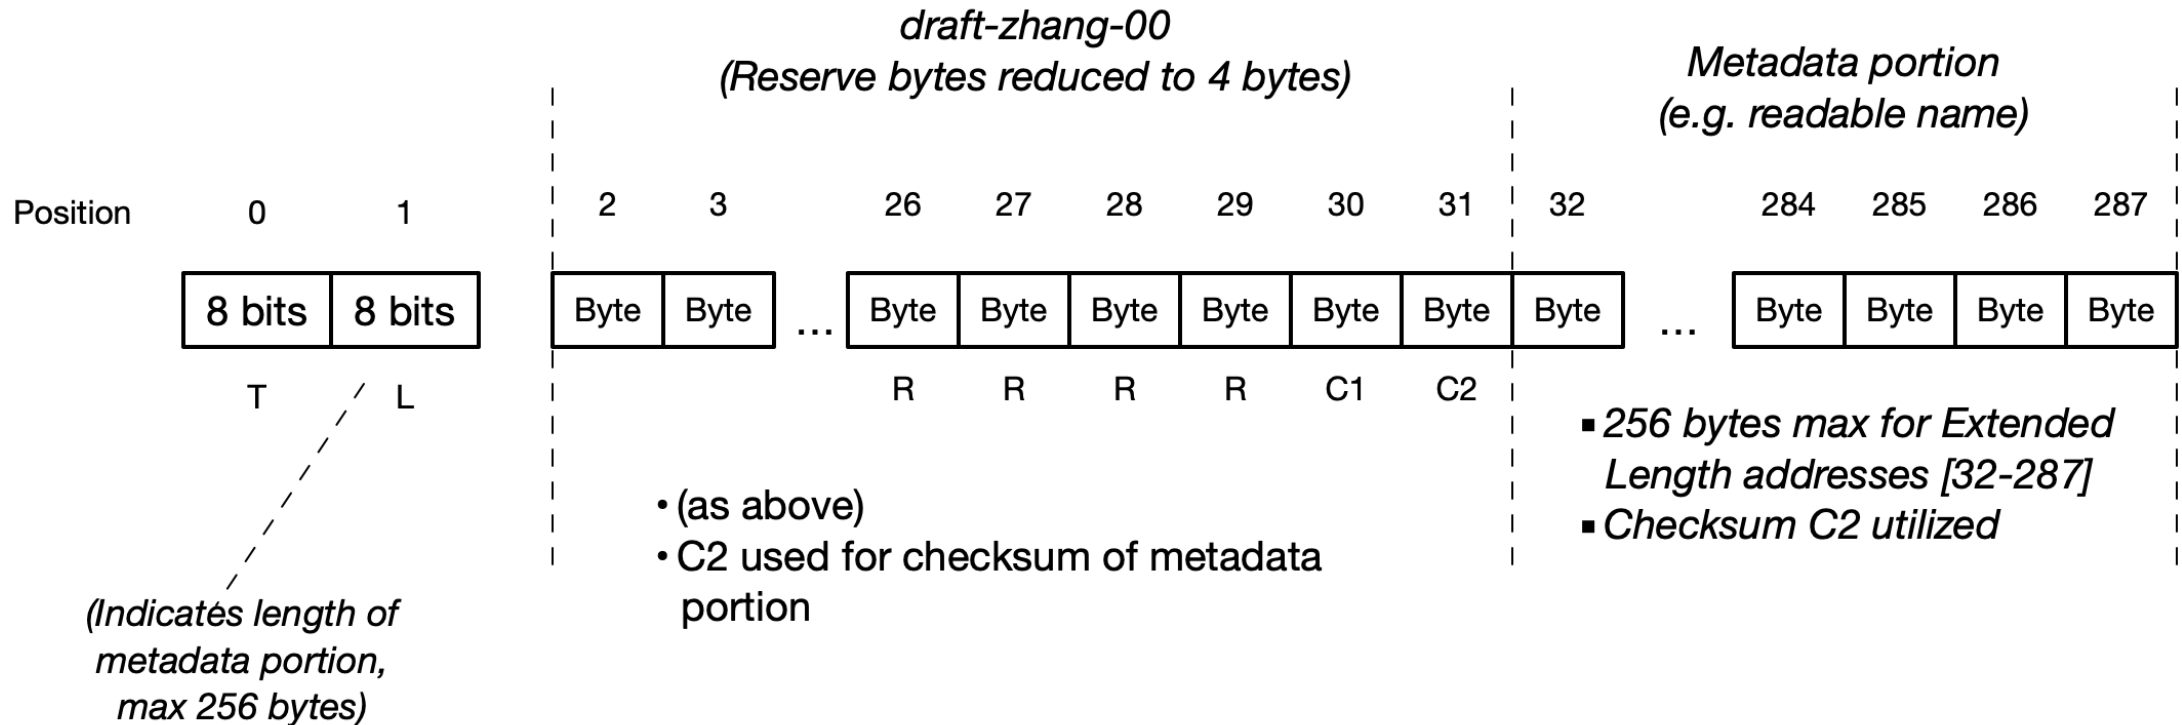 draft-zhang-00
(Reserve bytes reduced to 4 bytes)
Metadata portion
(e.g. readable name)
Position 0 1 2 3 26 27 28 29 30 31 32 284 285 286 287
8 bits 8 bits Byte Byte ... Byte Byte Byte Byte Byte Byte Byte ... Byte Byte Byte Byte
T L R R R R C1 C2
(Indicates length of
metadata portion,
max 256 bytes)
• (as above)
• C2 used for checksum of metadata
portion
▪ 256 bytes max for Extended
Length addresses [32-287]
▪ Checksum C2 utilized